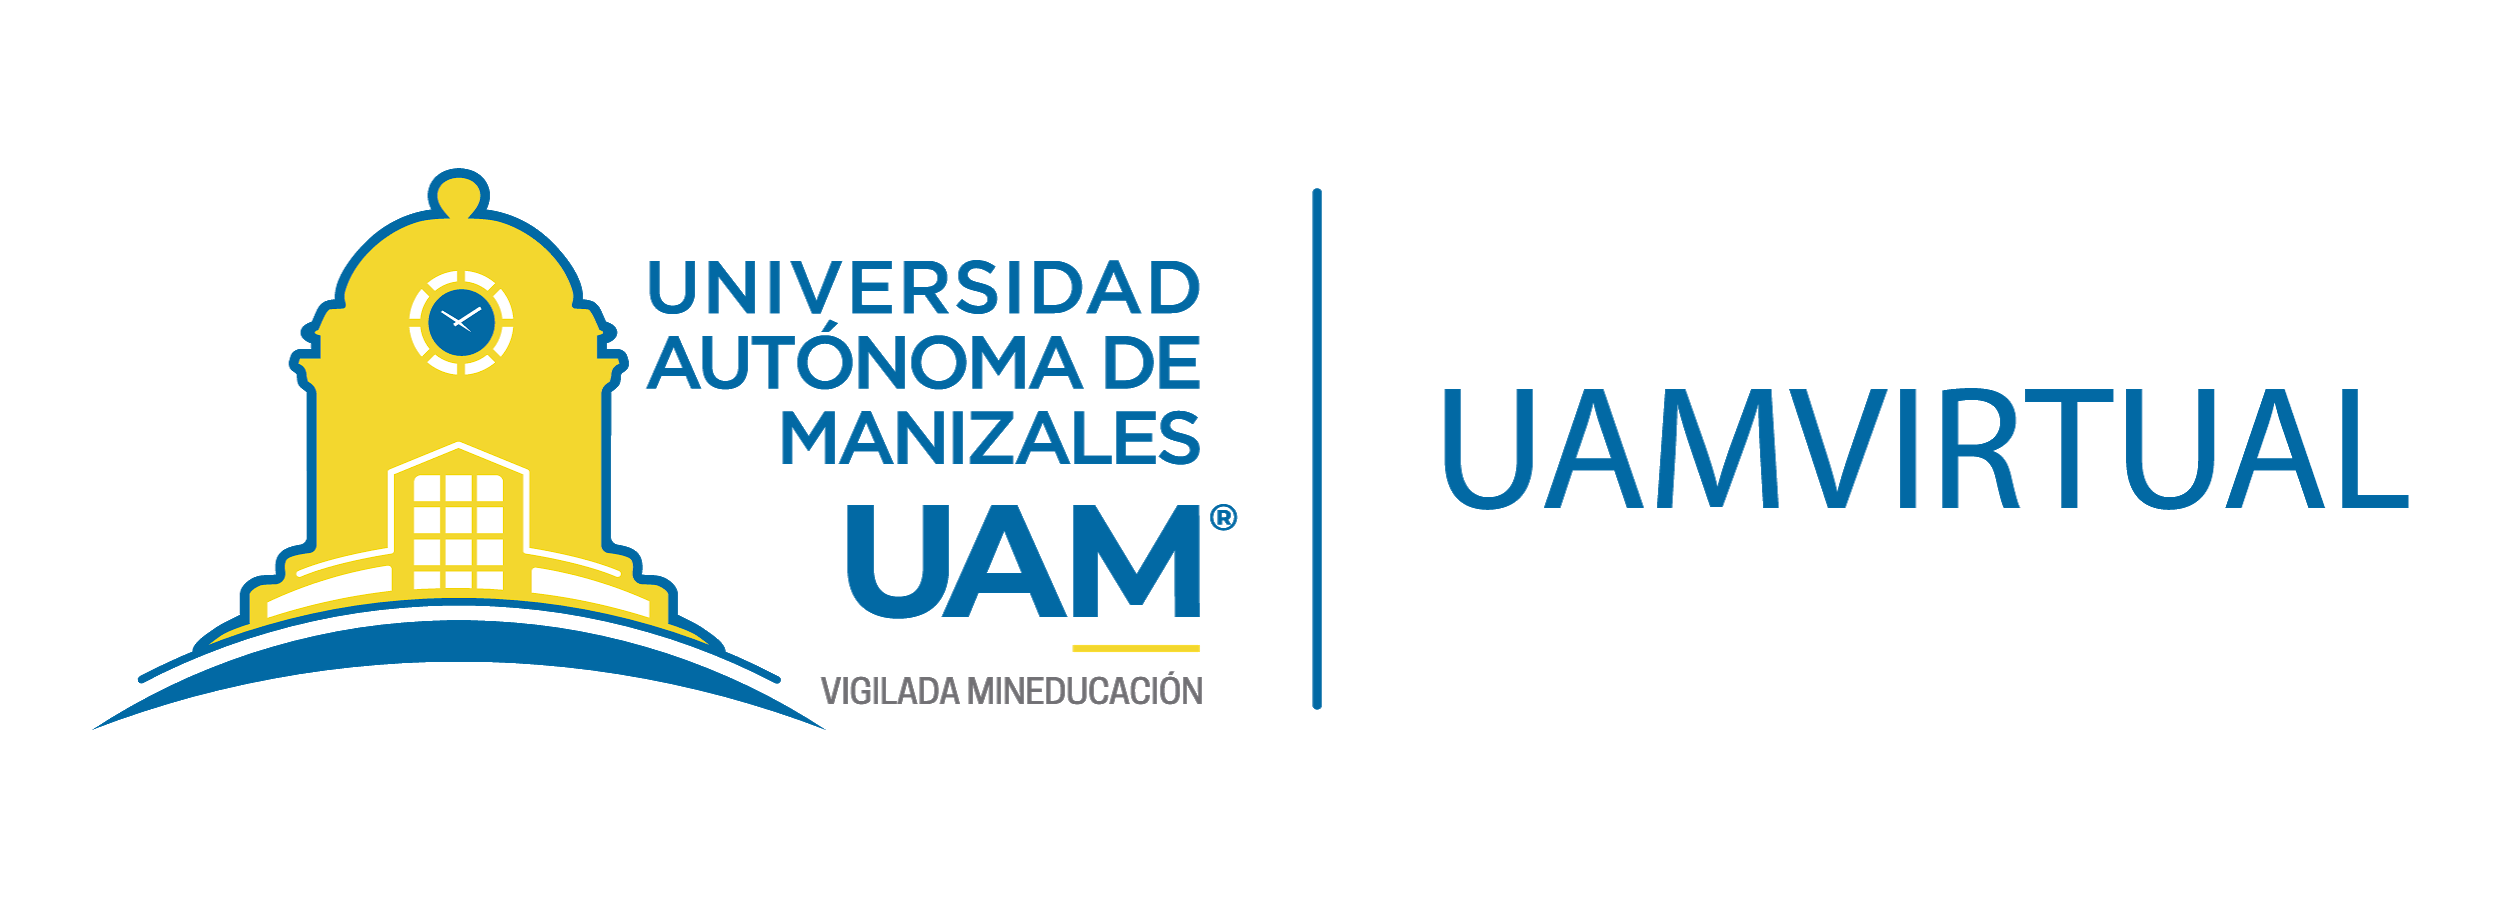 UNIVERSIDAD
AUTÓNOMA DE
MANIZALES
UAM®
VIGILADA MINEDUCACIÓN
UAMVIRTUAL